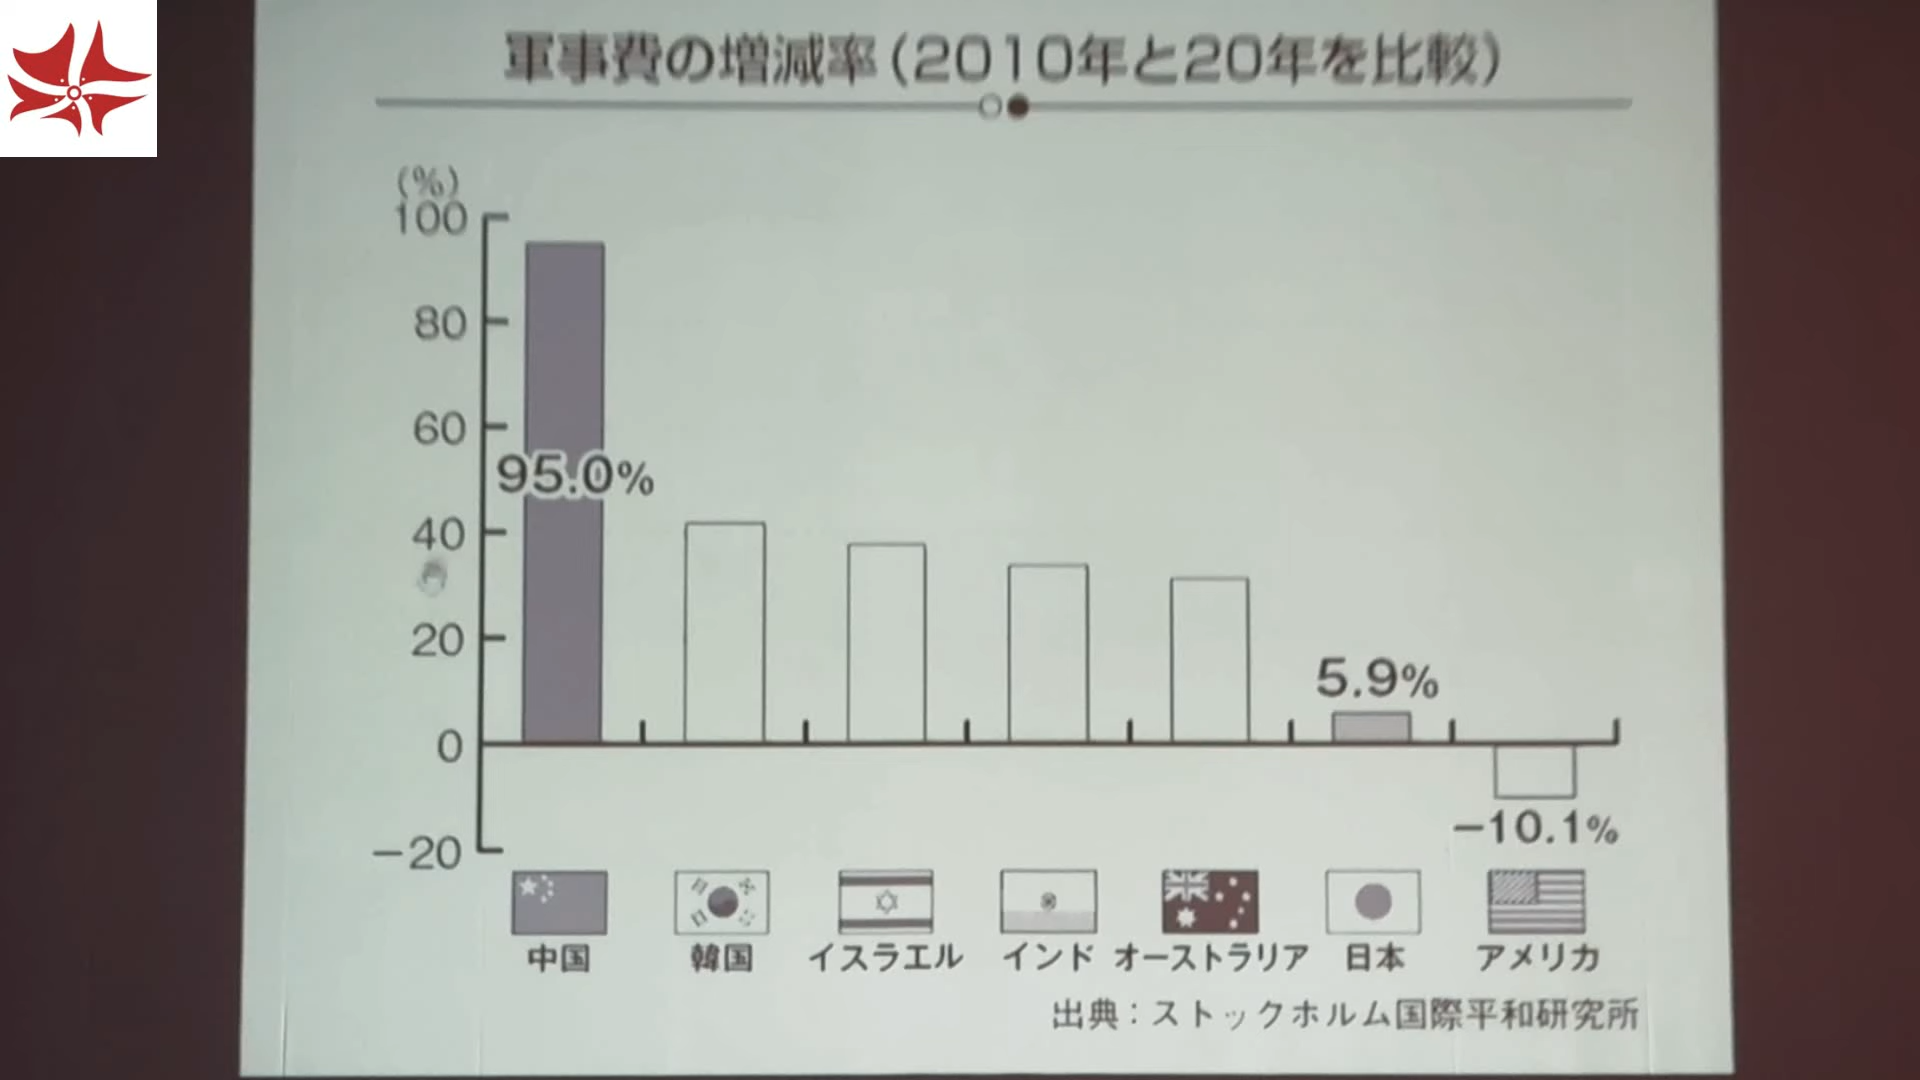 軍事費の増減率(2010年と20年を比較)
(%)
100
80
60
40
20
0
-20
95.0%
5.9%
-10.1%
中国
韓国
イスラエル
インド
オーストラリア
日本
アメリカ
出典:ストックホルム国際平和研究所